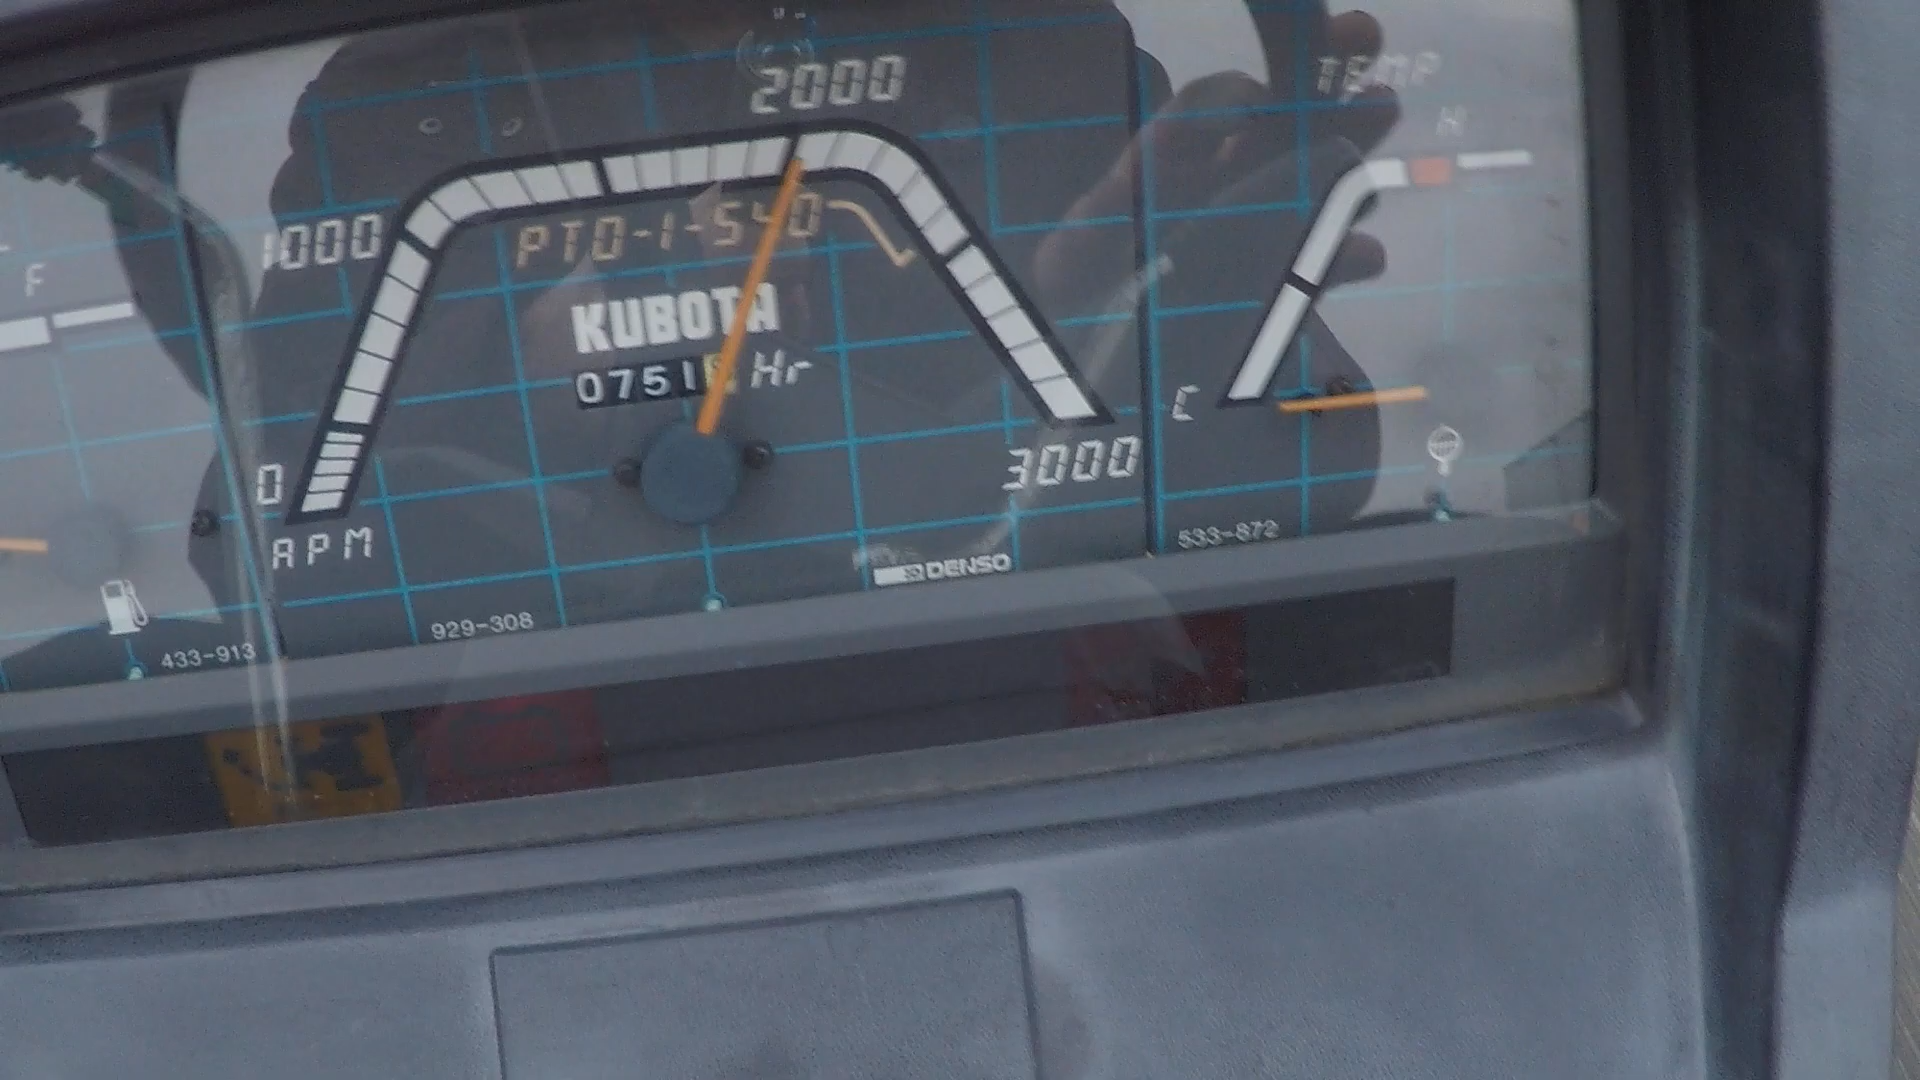 2000
TEMP
H
1000
F
PTO-1-540
KUBOTA
0751 Hr
C
0
3000
RPM
533-872
DENSO
929-308
433-913